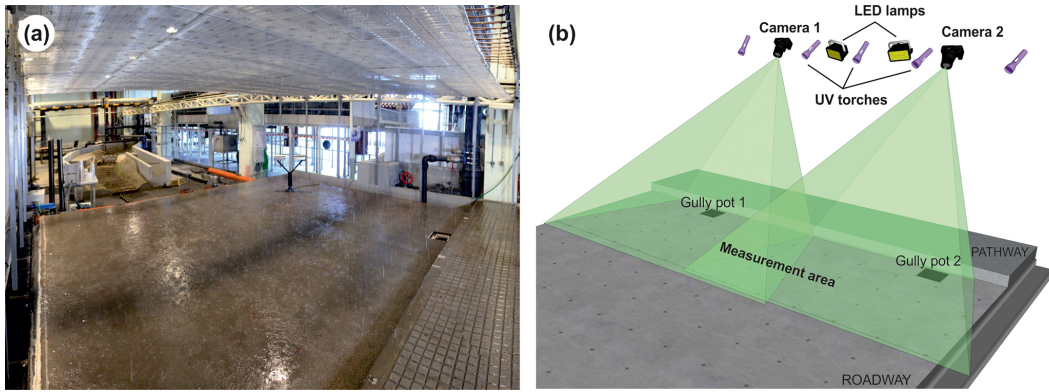 (a)
(b)
LED lamps
Camera 1
Camera 2
UV torches
Gully pot 1
Measurement area
Gully pot 2
PATHWAY
ROADWAY